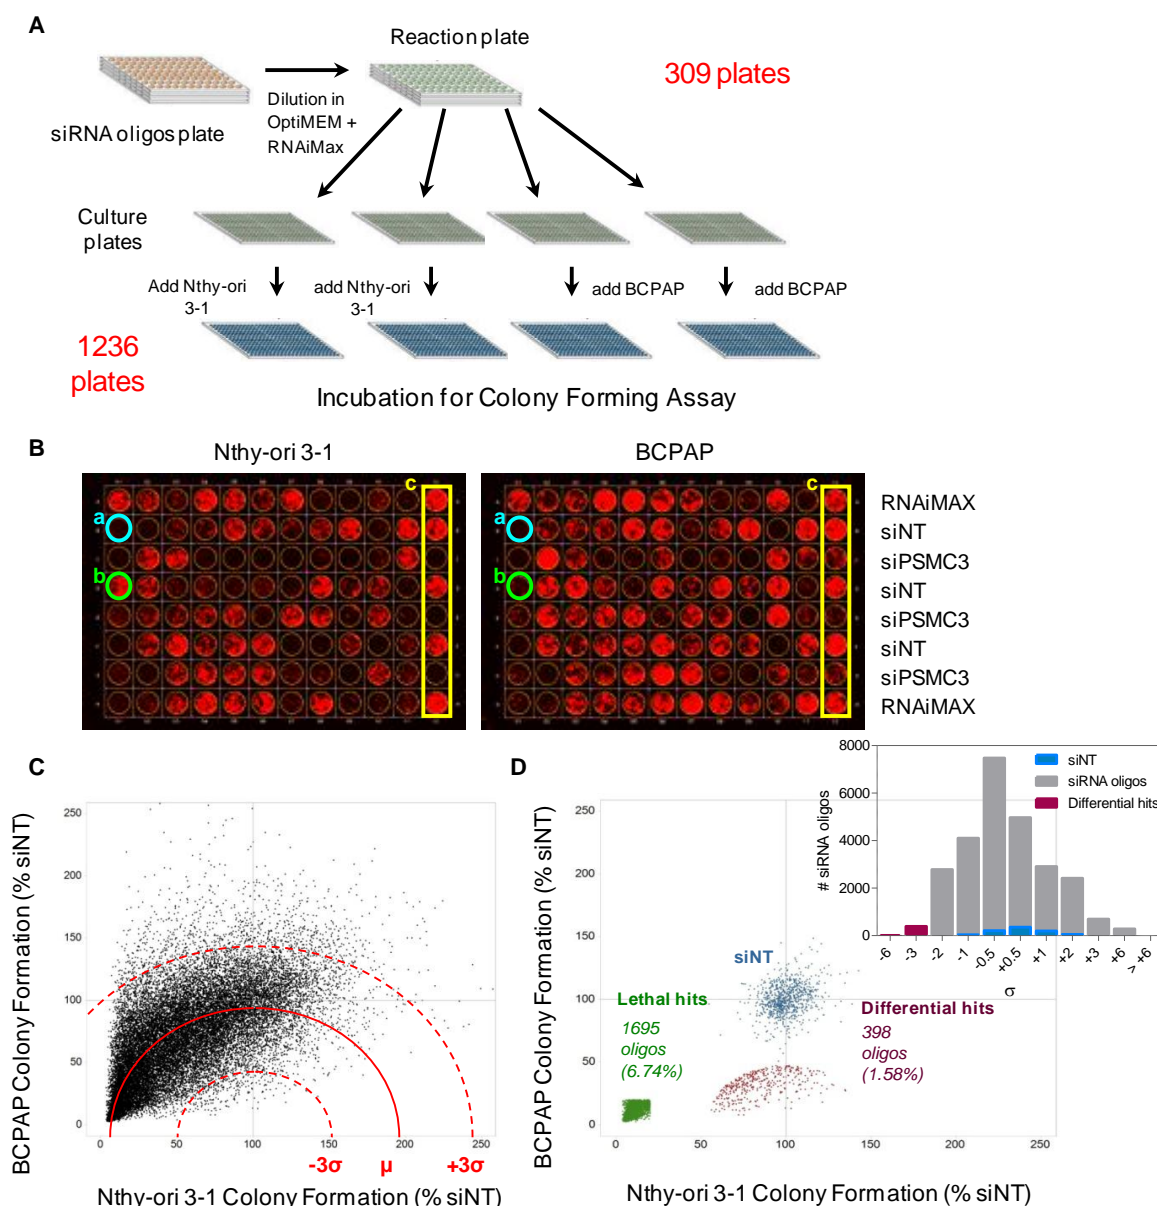 A
Reaction plate
309 plates
siRNA oligos plate
Dilution in
OptiMEM +
RNAiMax
Culture
plates
Add Nthy-ori
3-1
add Nthy-ori
3-1
add BCPAP
add BCPAP
1236
plates
Incubation for Colony Forming Assay
B
Nthy-ori 3-1
BCPAP
a
b
c
a
b
c
RNAiMAX
siNT
siPSMC3
siNT
siPSMC3
siNT
siPSMC3
RNAiMAX
C
BCPAP Colony Formation (% siNT)
250
200
150
100
50
0
0
50
100
150
200
250
-3σ
μ
+3σ
Nthy-ori 3-1 Colony Formation (% siNT)
D
BCPAP Colony Formation (% siNT)
250
200
150
100
50
0
0
50
100
150
200
250
siNT
Lethal hits
1695
oligos
(6.74%)
Differential hits
398
oligos
(1.58%)
Nthy-ori 3-1 Colony Formation (% siNT)
# siRNA oligos
8000
6000
4000
2000
0
siNT
siRNA oligos
Differential hits
-6
-3
-2
-1
-0.5
+0.5
+1
+2
+3
+6
> +6
σ